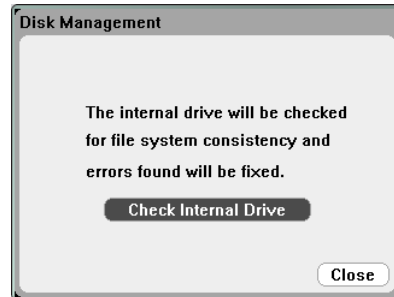 Disk Management
The internal drive will be checked
for file system consistency and
errors found will be fixed.
Check Internal Drive
Close